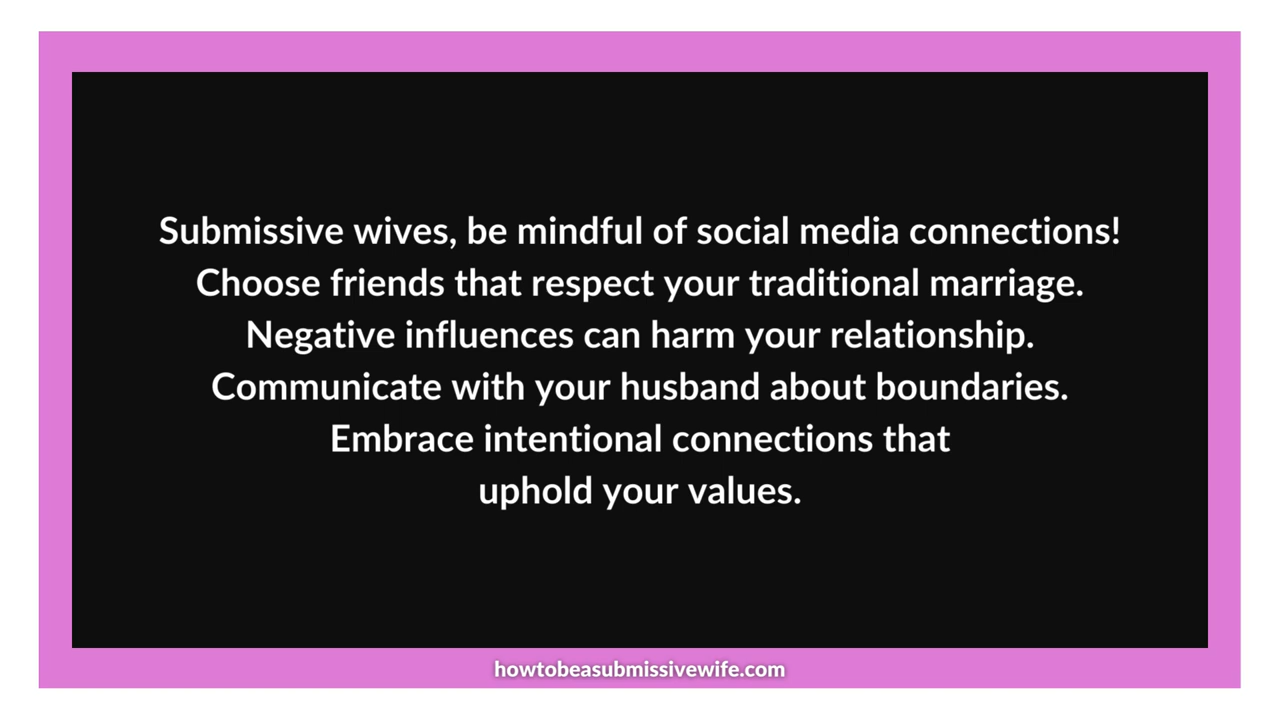 Submissive wives, be mindful of social media connections!
Choose friends that respect your traditional marriage.
Negative influences can harm your relationship.
Communicate with your husband about boundaries.
Embrace intentional connections that
uphold your values.
howtobeasubmissivewife.com